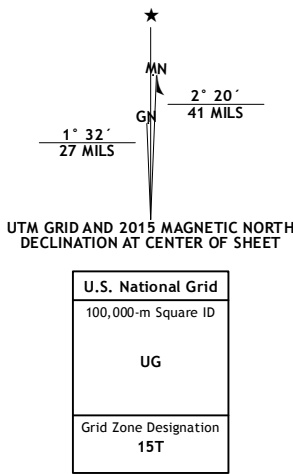 ★
MN
2° 20´
41 MILS
GN
1° 32´
27 MILS
UTM GRID AND 2015 MAGNETIC NORTH
DECLINATION AT CENTER OF SHEET
U.S. National Grid
100,000-m Square ID
UG
Grid Zone Designation
15T